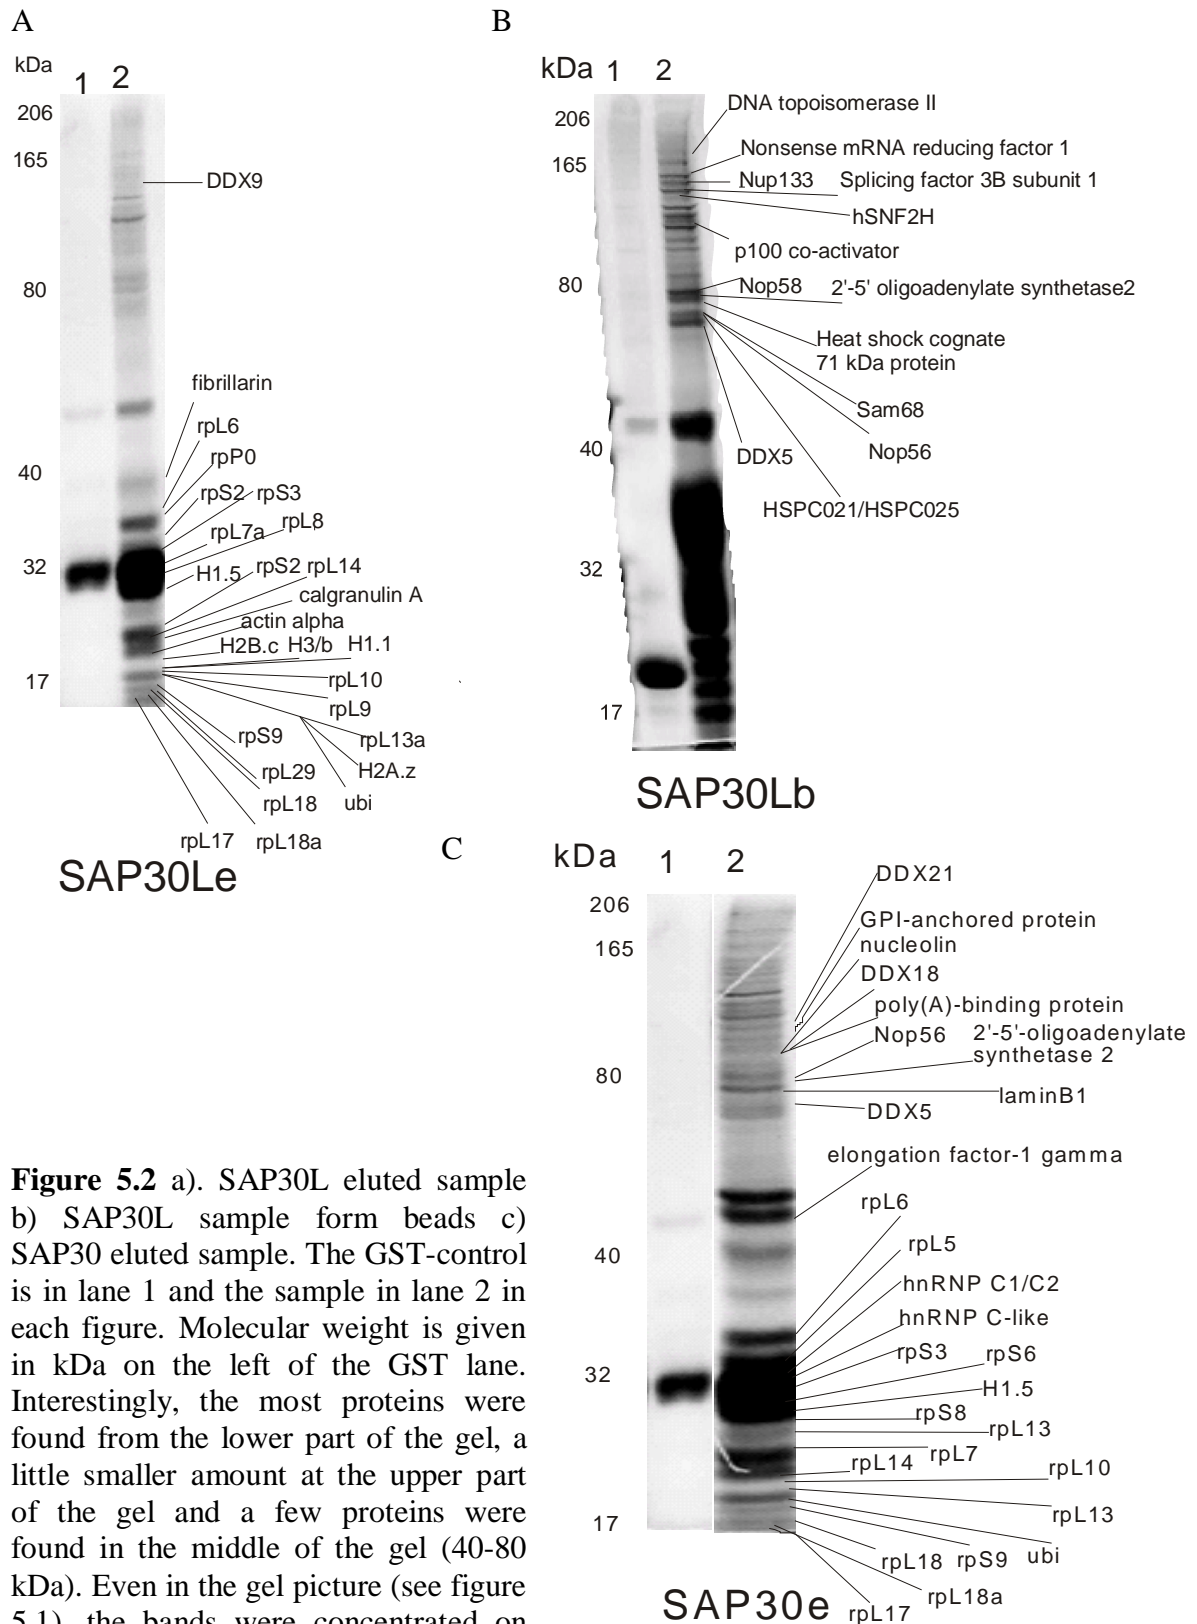 A
kDa 1 2
206
165
DDX9
80
fibrillarin
rpL6
rpP0
40
rpS2 rpS3
rpL8
rpL7a
32
H1.5 rpS2 rpL14
calgranulin A
actin alpha
H2B.c H3/b H1.1
17
rpL10
rpL9
rpS9
rpL13a
rpL29
H2A.z
rpL18 ubi
rpL17 rpL18a
SAP30Le
B
kDa 1 2
DNA topoisomerase II
206
Nonsense mRNA reducing factor 1
165
Nup133 Splicing factor 3B subunit 1
hSNF2H
p100 co-activator
80
Nop58 2'-5' oligoadenylate synthetase2
Heat shock cognate
71 kDa protein
Sam68
40
DDX5 Nop56
HSPC021/HSPC025
32
17
SAP30Lb
C
kDa 1 2
DDX21
206
GPI-anchored protein
165
nucleolin
DDX18
poly(A)-binding protein
Nop56 2'-5'-oligoadenylate
synthetase 2
80
laminB1
DDX5
elongation factor-1 gamma
rpL6
rpL5
40
hnRNP C1/C2
hnRNP C-like
rpS3 rpS6
32
H1.5
rpS8
rpL13
rpL7
rpL14 rpL10
rpL13
17
rpL18 rpS9 ubi
rpL18a
rpL17
SAP30e
Figure 5.2 a). SAP30L eluted sample
b) SAP30L sample form beads c)
SAP30 eluted sample. The GST-control
is in lane 1 and the sample in lane 2 in
each figure. Molecular weight is given
in kDa on the left of the GST lane.
Interestingly, the most proteins were
found from the lower part of the gel, a
little smaller amount at the upper part
of the gel and a few proteins were
found in the middle of the gel (40-80
kDa). Even in the gel picture (see figure
5.1), the bands were concentrated on